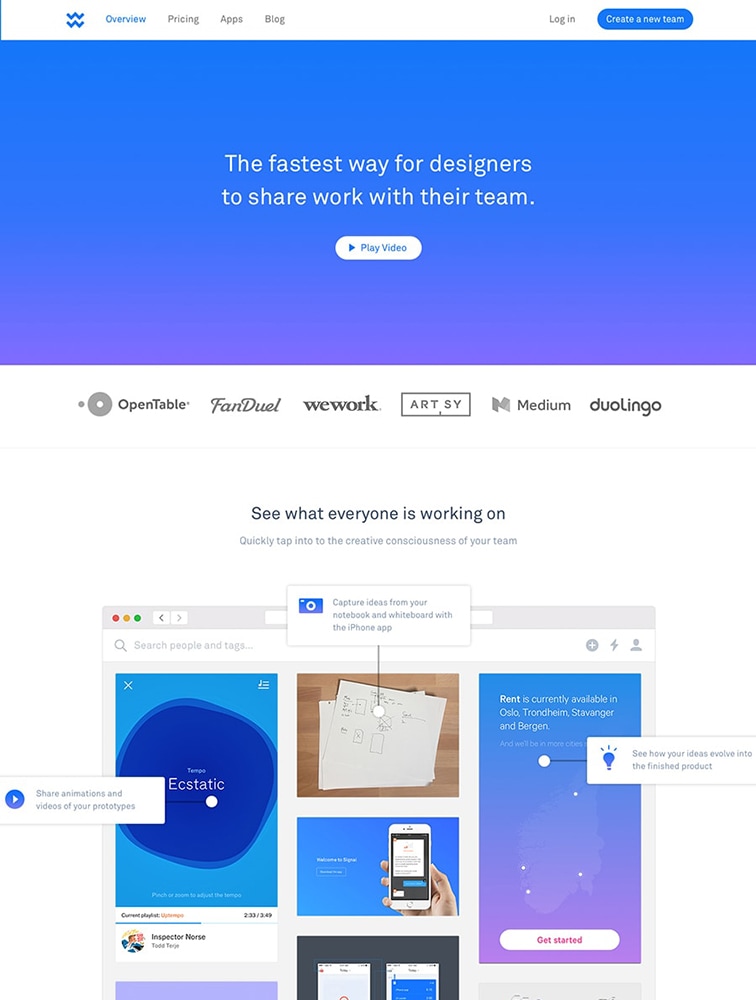 Overview Pricing Apps Blog Log in Create a new team
The fastest way for designers
to share work with their team.
Play Video
OpenTable FanDuel wework ARTSY Medium duolingo
See what everyone is working on
Quickly tap into to the creative consciousness of your team
Capture ideas from your
notebook and whiteboard with
the iPhone app
Search people and tags...
Rent is currently available in
Oslo, Trondheim, Stavanger
and Bergen.
And we'll be in more cities
See how your ideas evolve into
the finished product
Tempo
Ecstatic
Share animations and
videos of your prototypes
Pinch or zoom to adjust the tempo
Current playlist: Uptempo 2:33 / 3:49
Inspector Norse
Todd Terje
Welcome to Signal
Get started
Today
Today